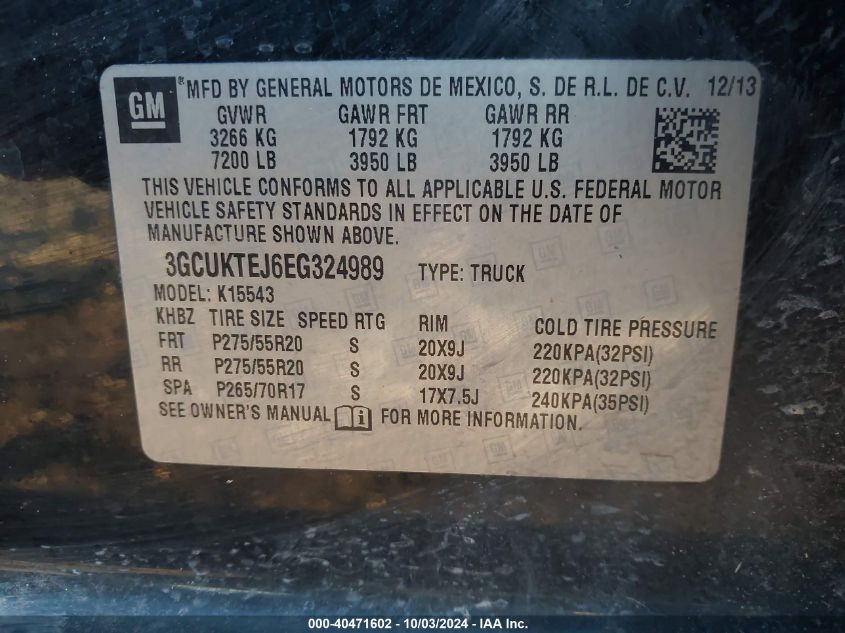 GM
® MFD BY GENERAL MOTORS DE MEXICO, S. DE R.L. DE C.V. 12/13
GVWR GAWR FRT GAWR RR
3266 KG 1792 KG 1792 KG
7200 LB 3950 LB 3950 LB
THIS VEHICLE CONFORMS TO ALL APPLICABLE U.S. FEDERAL MOTOR
VEHICLE SAFETY STANDARDS IN EFFECT ON THE DATE OF
MANUFACTURE SHOWN ABOVE.
3GCUKTEJ6EG324989 TYPE: TRUCK
MODEL: K15543
KHBZ TIRE SIZE SPEED RTG RIM COLD TIRE PRESSURE
FRT P275/55R20 S 20X9J 220KPA(32PSI)
RR P275/55R20 S 20X9J 220KPA(32PSI)
SPA P265/70R17 S 17X7.5J 240KPA(35PSI)
SEE OWNER'S MANUAL FOR MORE INFORMATION.
000-40471602 - 10/03/2024 - IAAI, Inc.